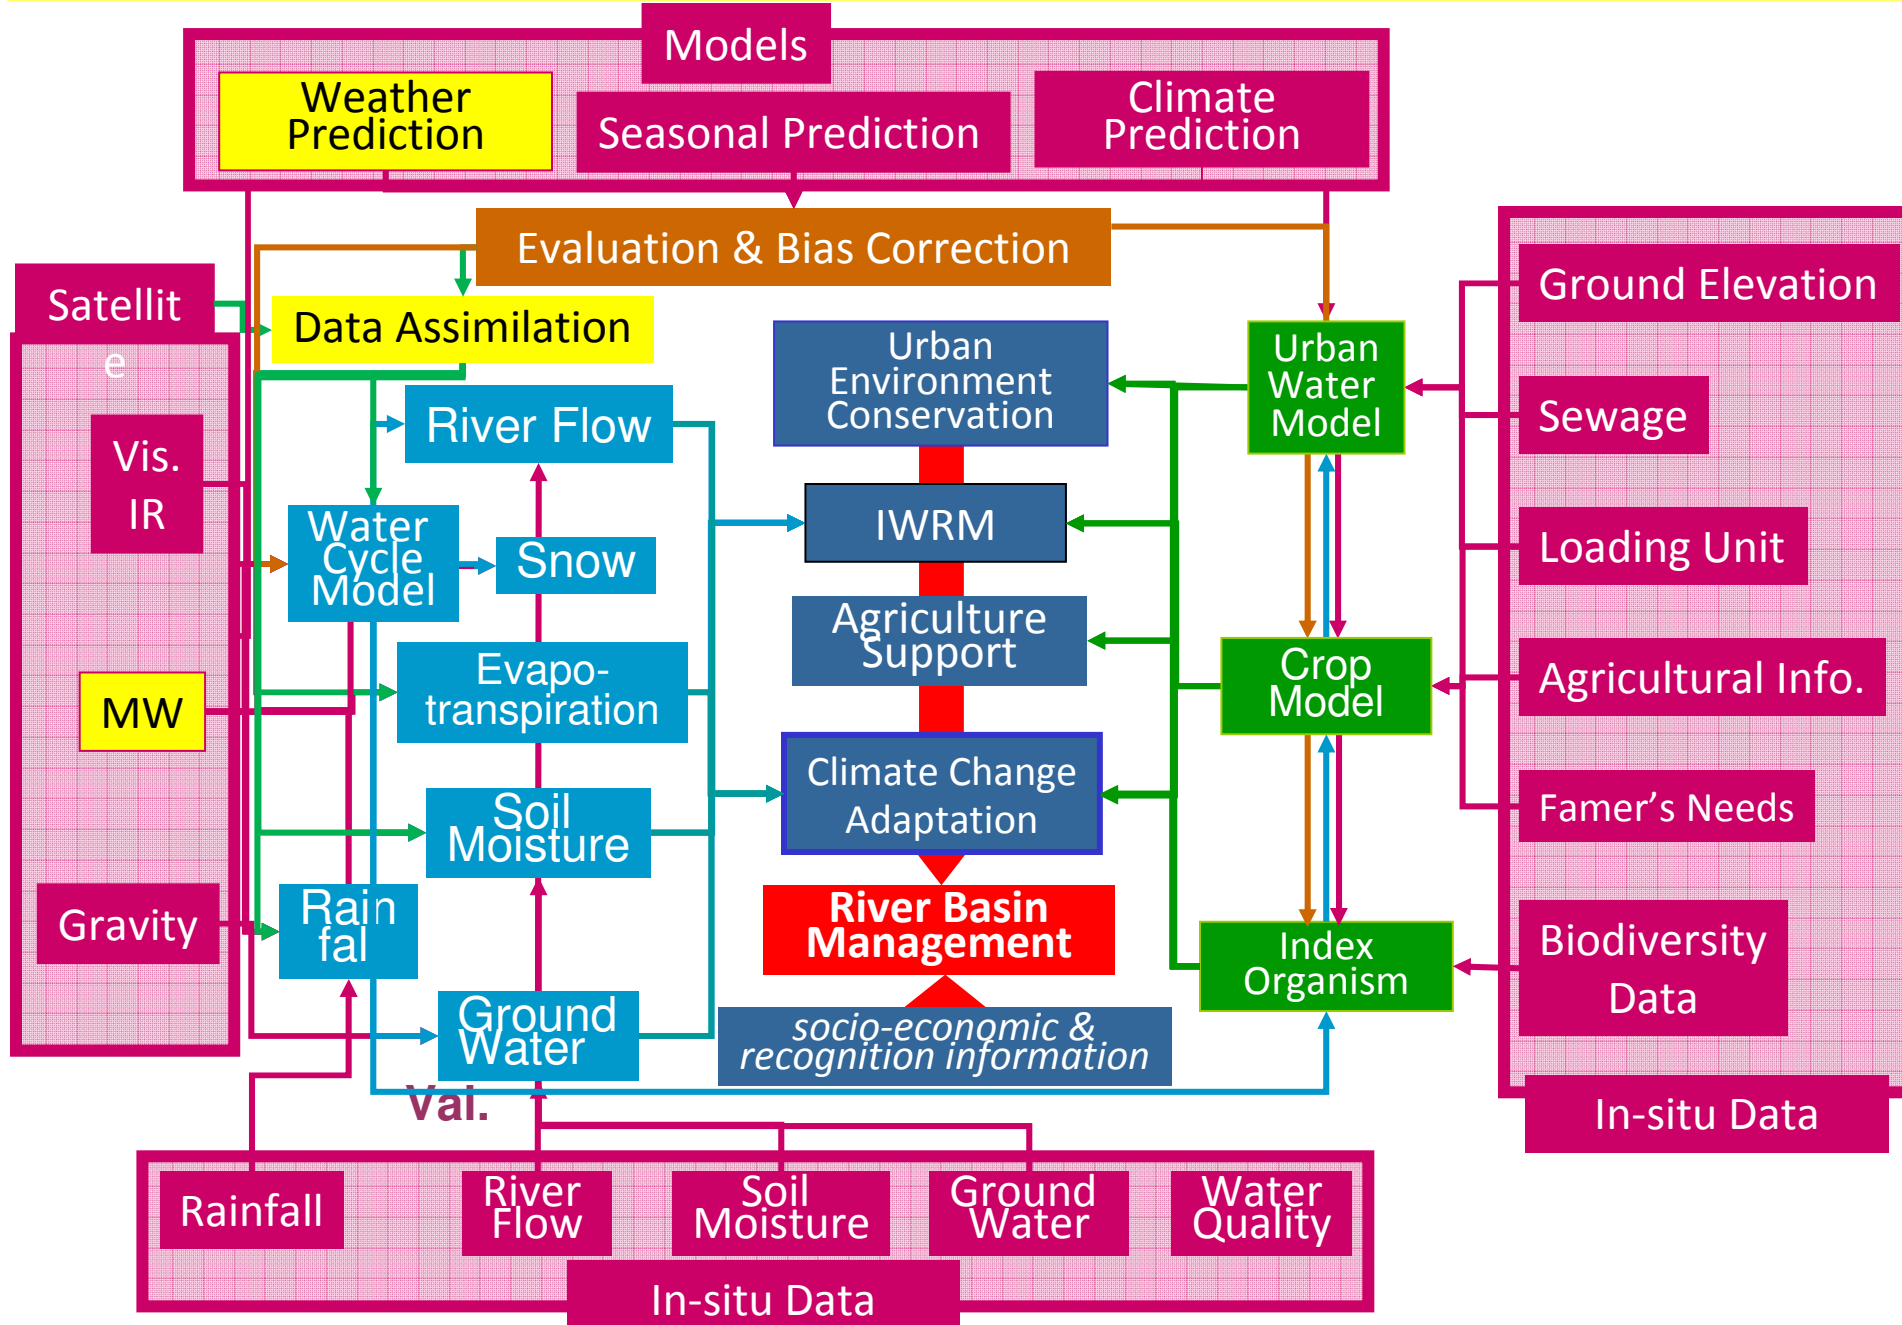 Models
Weather
Prediction
Seasonal Prediction
Climate
Prediction
Evaluation & Bias Correction
Satellit
e
Data Assimilation
Vis.
IR
MW
Gravity
River Flow
Water
Cycle
Model
Snow
Evapo-
transpiration
Soil
Moisture
Rain
fal
Ground
Water
Val.
Urban
Environment
Conservation
IWRM
Agriculture
Support
Climate Change
Adaptation
River Basin
Management
socio-economic &
recognition information
Urban
Water
Model
Crop
Model
Index
Organism
Ground Elevation
Sewage
Loading Unit
Agricultural Info.
Famer’s Needs
Biodiversity
Data
In-situ Data
Rainfall
River
Flow
Soil
Moisture
Ground
Water
Water
Quality
In-situ Data